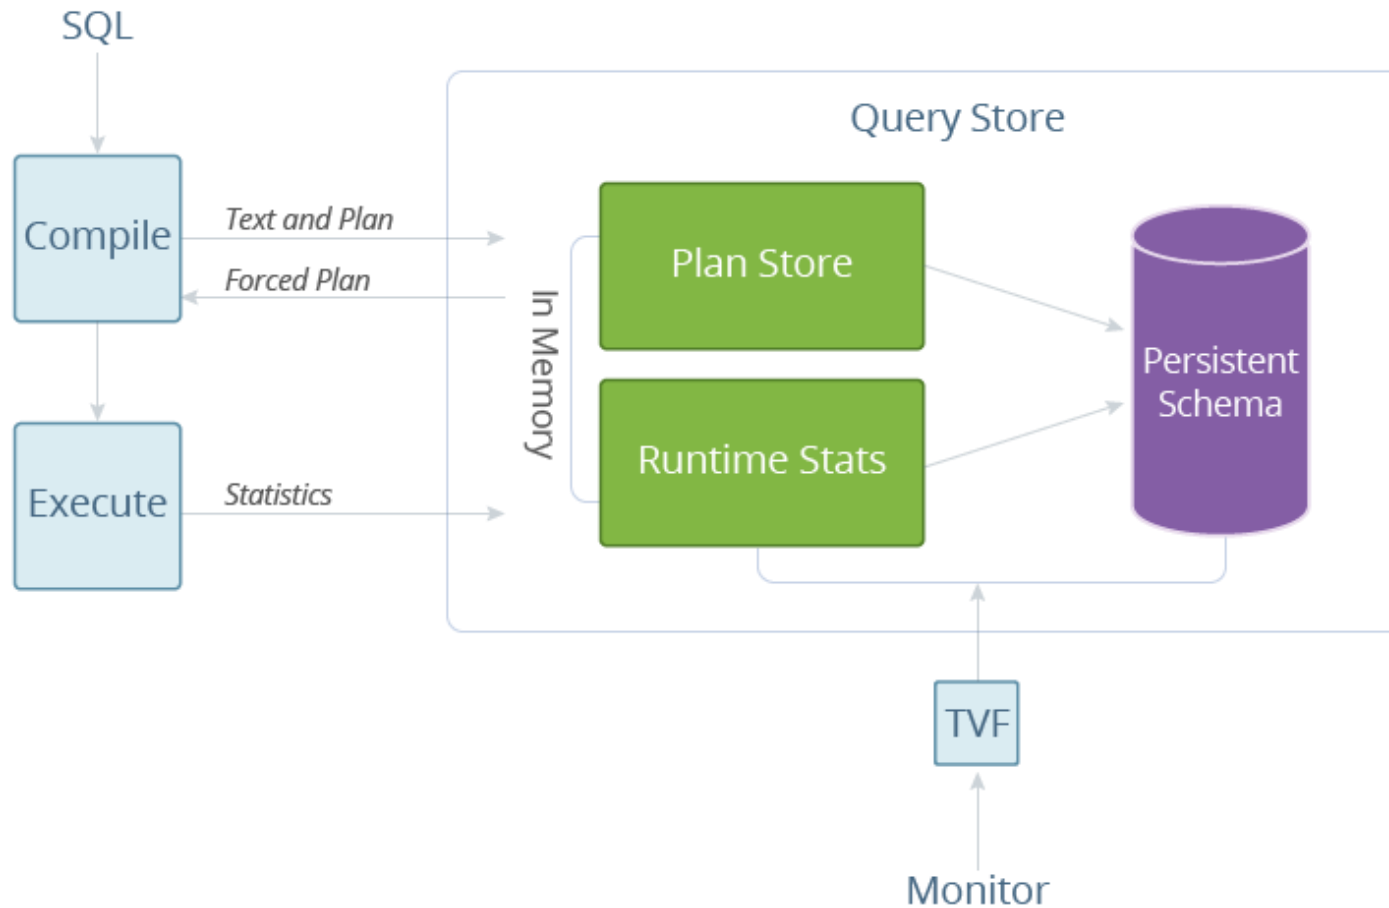 SQL
Query Store
Compile
Text and Plan
Forced Plan
In Memory
Plan Store
Persistent
Schema
Runtime Stats
Execute
Statistics
TVF
Monitor